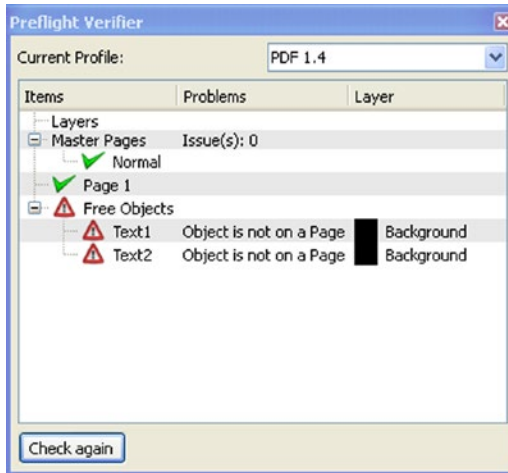 Preflight Verifier
Current Profile: PDF 1.4
Items Problems Layer
Layers
Master Pages Issue(s): 0
Normal
Page 1
Free Objects
Text1 Object is not on a Page Background
Text2 Object is not on a Page Background
Check again